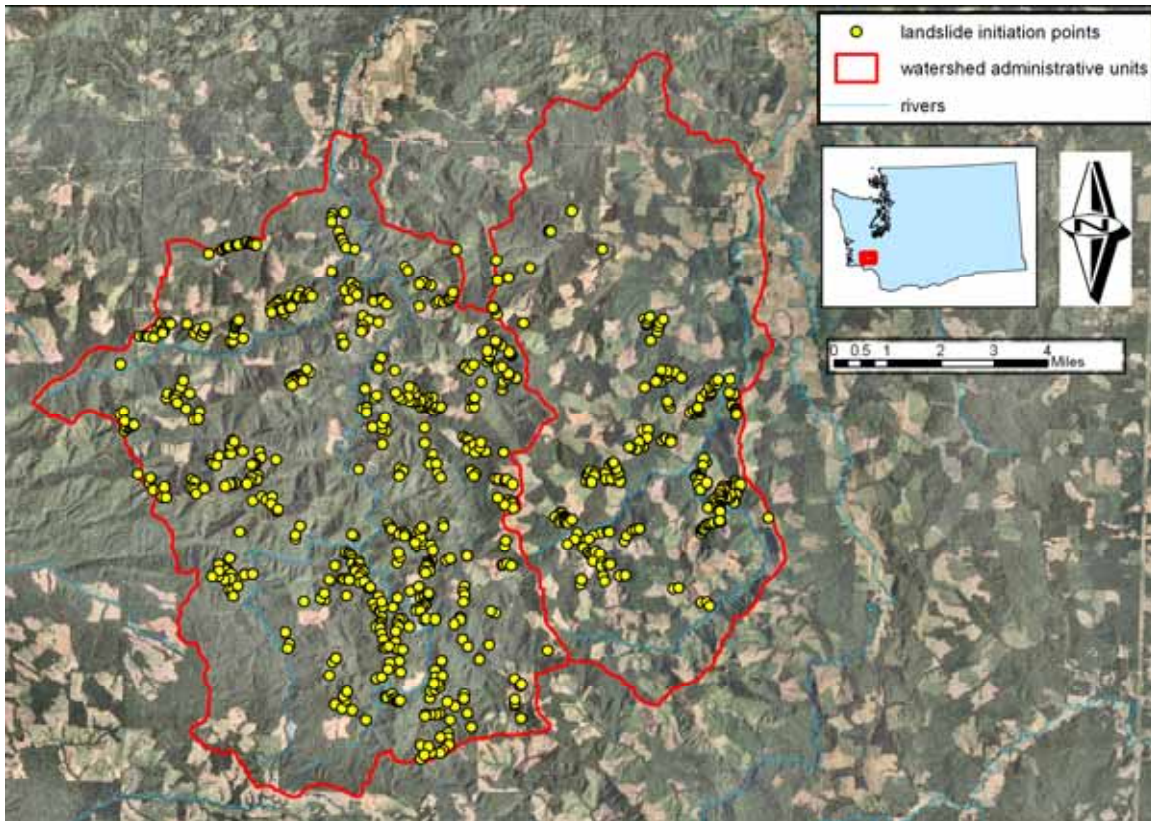 landslide initiation points
watershed administrative units
rivers
N
0 0.5 1 2 3 4
Miles